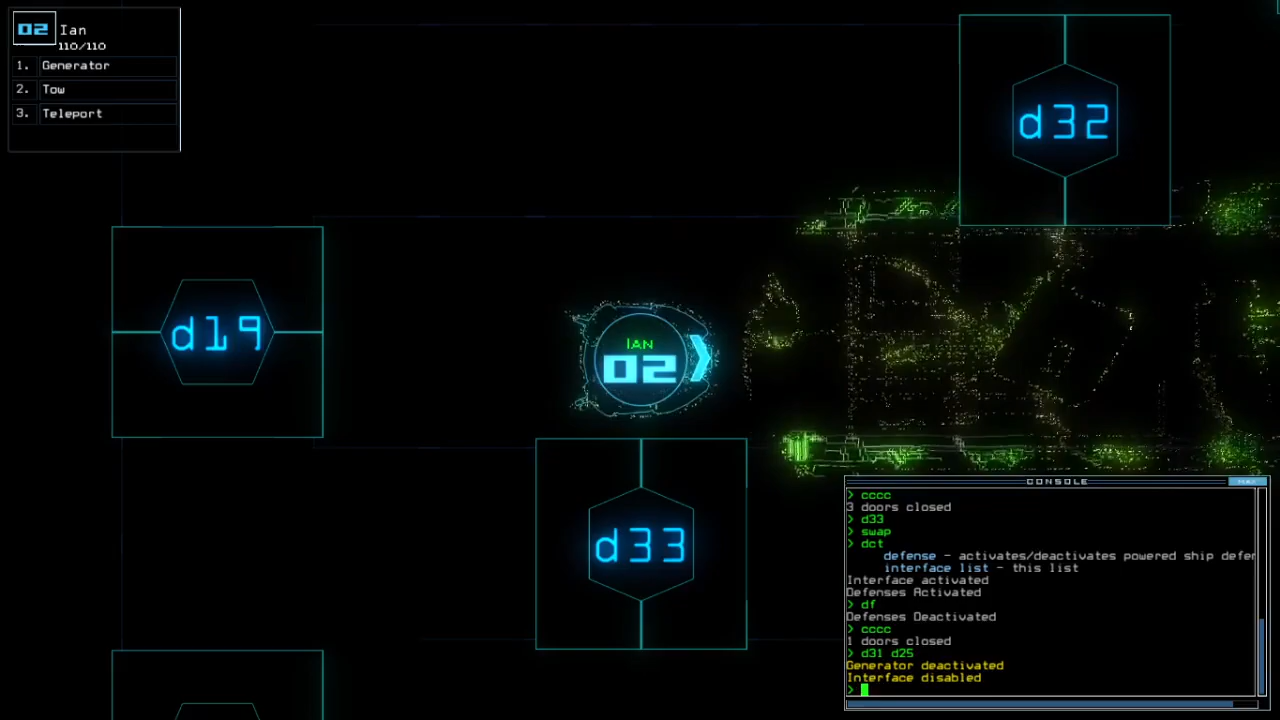 02 Ian
110/110
1. Generator
2. Tow
3. Teleport
d32
d19
IAN
02
d33
CONSOLE
> cccc
3 doors closed
> d33
> swap
> dct
defense - activates/deactivates powered ship defen
interface list - this list
Interface activated
Defenses Activated
> df
Defenses Deactivated
> cccc
1 doors closed
> d31 d25
Generator deactivated
Interface disabled
>